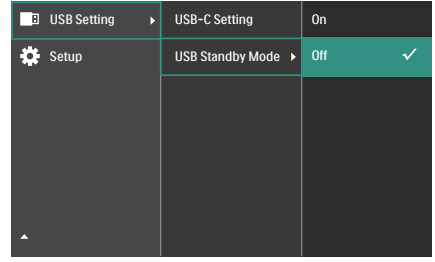 USB Setting
USB-C Setting
On
Setup
USB Standby Mode
Off